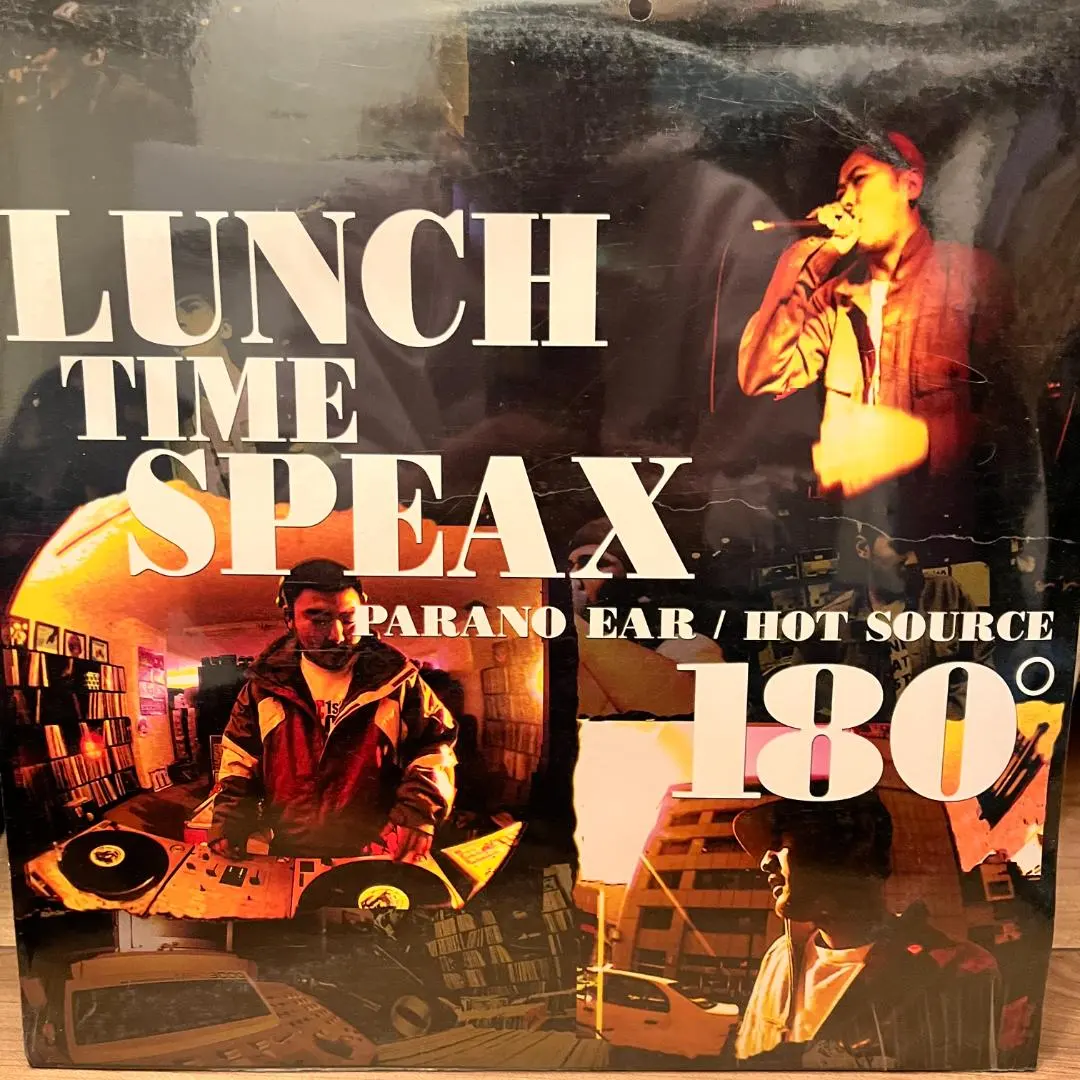 LUNCH
TIME
SPEAX
PARANO EAR / HOT SOURCE
180°